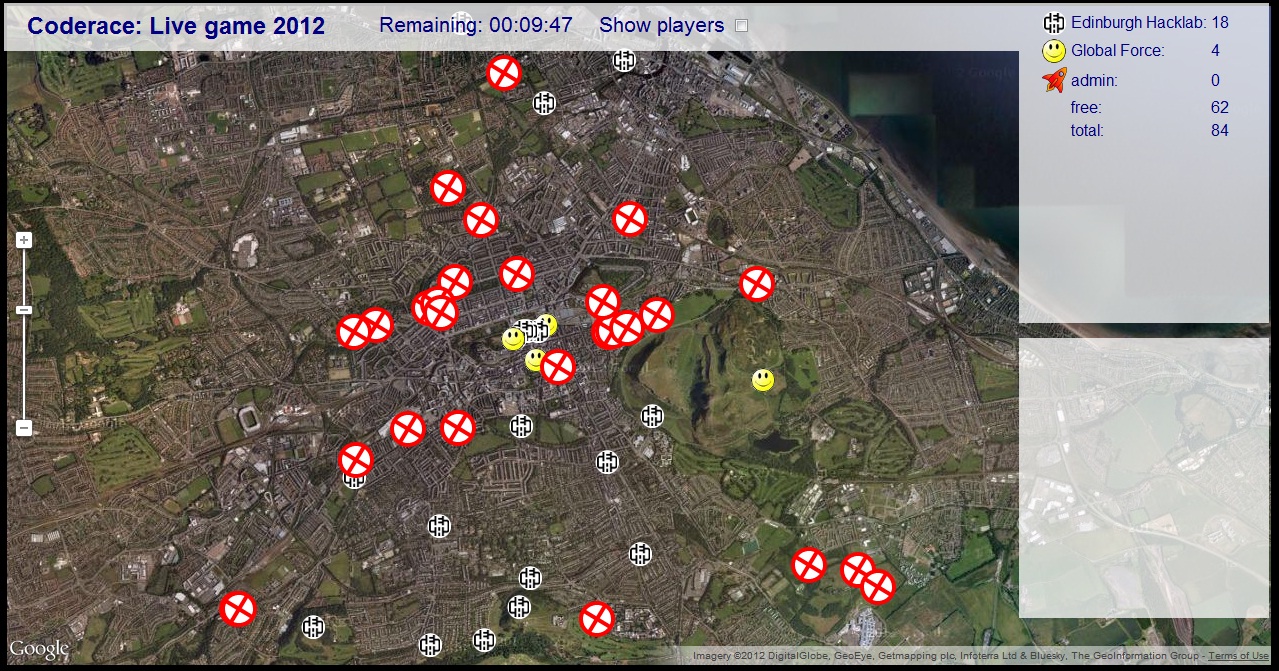 Coderace: Live game 2012 Remaining: 00:09:47 Show players
Edinburgh Hacklab: 18
Global Force: 4
admin: 0
free: 62
total: 84
Google
Google
Imagery ©2012 DigitalGlobe, GeoEye, Getmapping plc, Infoterra Ltd & Bluesky, The GeoInformation Group - Terms of Use